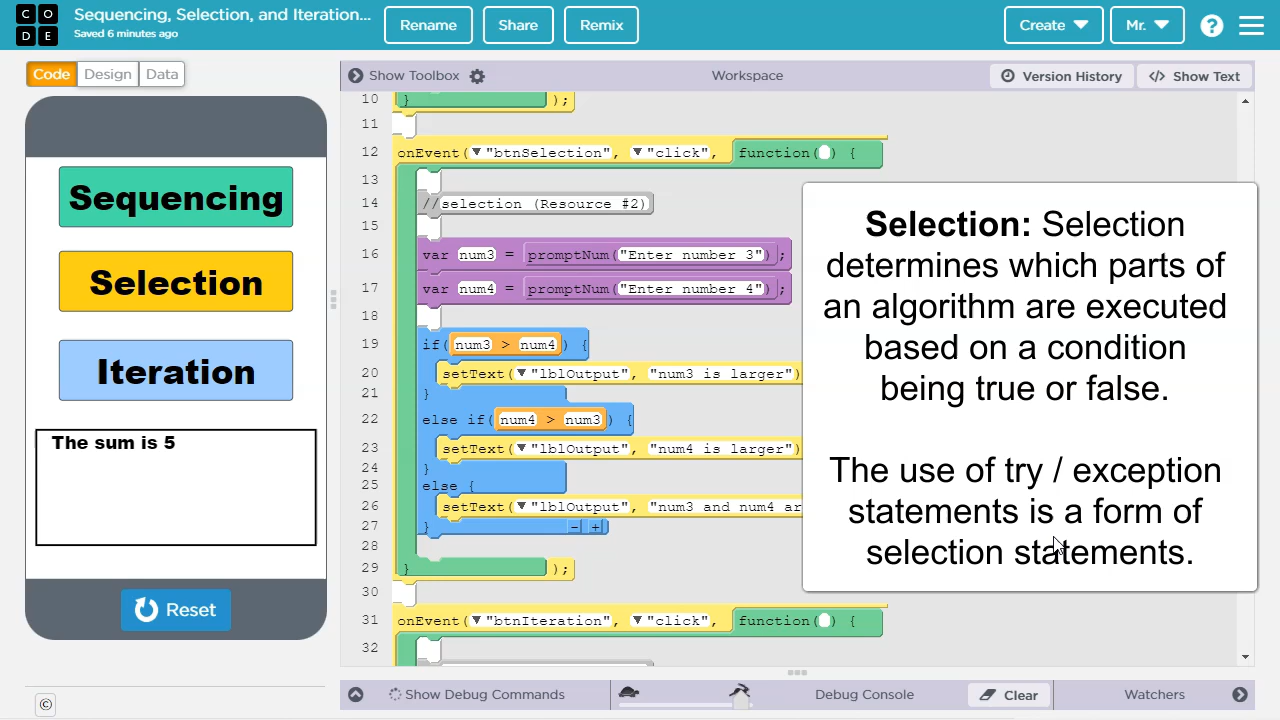 CODE
Sequencing, Selection, and Iteration...
Saved 6 minutes ago
Rename
Share
Remix
Create
Mr.
?
Code
Design
Data
Show Toolbox
Workspace
Version History
</> Show Text
Sequencing
Selection
Iteration
The sum is 5
Reset
10 } );
11
12 onEvent( ▼"btnSelection", ▼"click", function( ) {
13
14 //selection (Resource #2)
15
16 var num3 = promptNum("Enter number 3");
17 var num4 = promptNum("Enter number 4");
18
19 if( num3 > num4 ) {
20 setText( ▼"lblOutput", "num3 is larger")
21 }
22 else if( num4 > num3 ) {
23 setText( ▼"lblOutput", "num4 is larger")
24 }
25 else {
26 setText( ▼"lblOutput", "num3 and num4 ar
27 } - +
28
29 } );
30
31 onEvent( ▼"btnIteration", ▼"click", function( ) {
32
Selection: Selection
determines which parts of
an algorithm are executed
based on a condition
being true or false.
The use of try / exception
statements is a form of
selection statements.
©
Show Debug Commands
Debug Console
Clear
Watchers